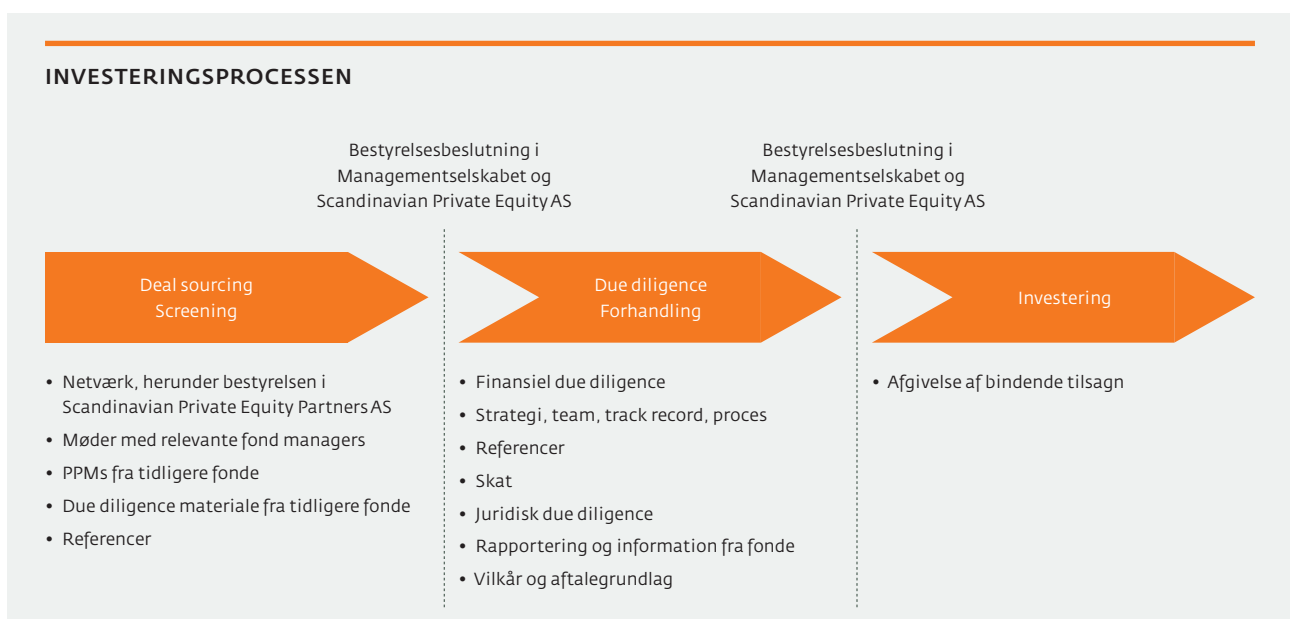 INVESTERINGSPROCESSEN
Bestyrelsesbeslutning i
Managementselskabet og
Scandinavian Private Equity AS
Bestyrelsesbeslutning i
Managementselskabet og
Scandinavian Private Equity AS
Deal sourcing
Screening
Due diligence
Forhandling
Investering
• Netværk, herunder bestyrelsen i
Scandinavian Private Equity Partners AS
• Møder med relevante fond managers
• PPMs fra tidligere fonde
• Due diligence materiale fra tidligere fonde
• Referencer
• Finansiel due diligence
• Strategi, team, track record, proces
• Referencer
• Skat
• Juridisk due diligence
• Rapportering og information fra fonde
• Vilkår og aftalegrundlag
• Afgivelse af bindende tilsagn